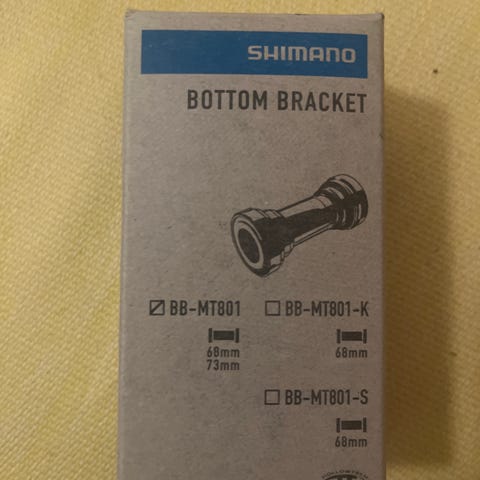 SHIMANO
BOTTOM BRACKET
BB-MT801
68mm
73mm
BB-MT801-K
68mm
BB-MT801-S
68mm